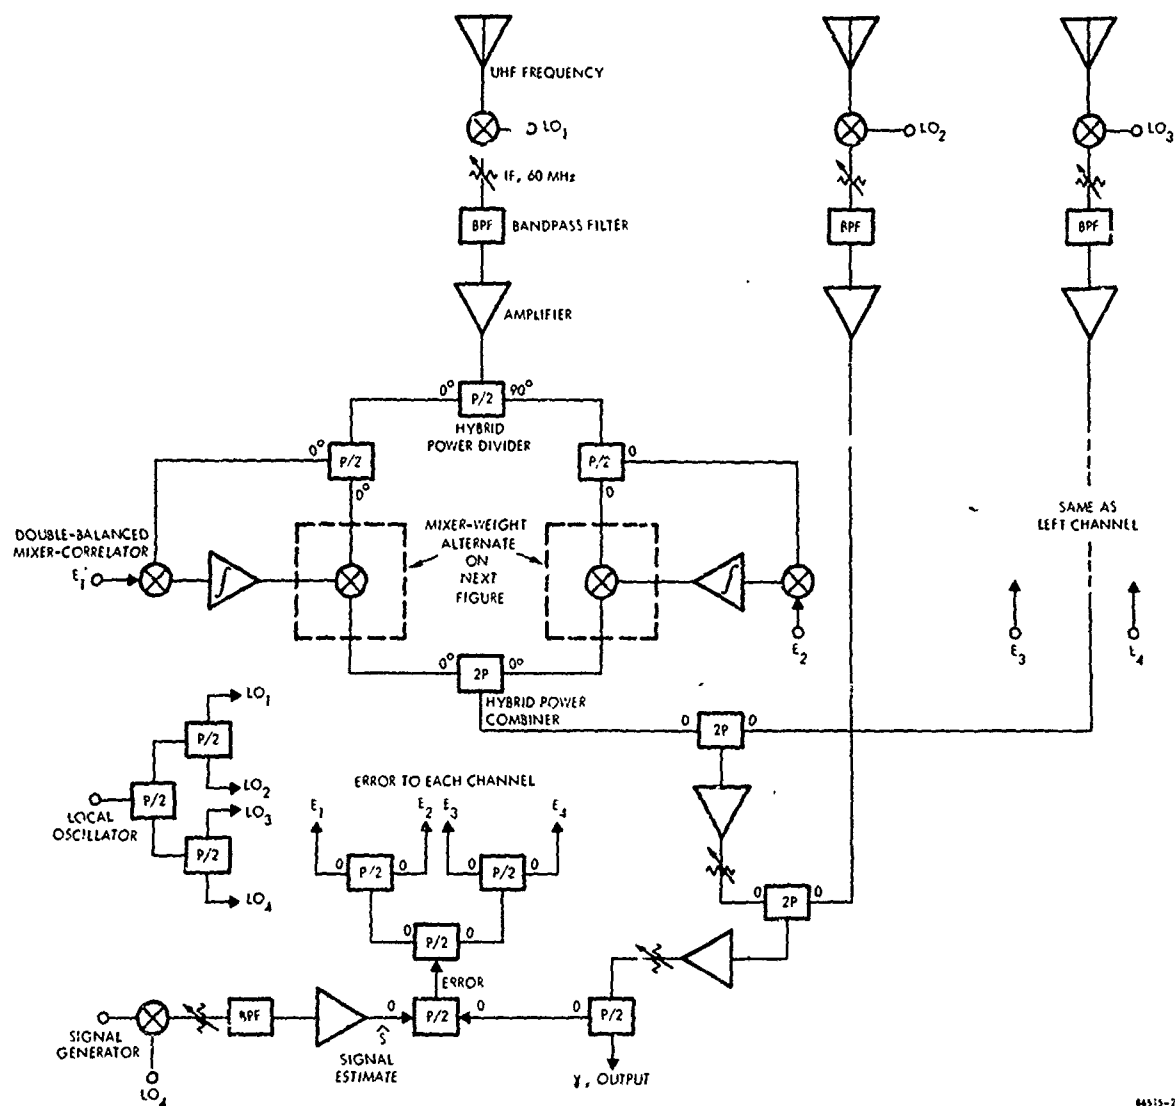 UHF FREQUENCY
LO1
LO2
LO3
IF, 60 MHz
BPF BANDPASS FILTER
BPF
BPF
AMPLIFIER
0° P/2 90°
HYBRID
POWER DIVIDER
0° P/2
0°
P/2 0
0
DOUBLE-BALANCED
MIXER-CORRELATOR
E1
MIXER-WEIGHT
ALTERNATE
ON
NEXT
FIGURE
E2
SAME AS
LEFT CHANNEL
E3
E4
0° 2P 0°
HYBRID POWER
COMBINER
0 2P 0
LO1
P/2
LO2
P/2
LOCAL
OSCILLATOR
LO3
P/2
LO4
ERROR TO EACH CHANNEL
E1 E2 E3 E4
0 P/2 0
0 P/2 0
0 P/2 0
0 2P 0
ERROR
SIGNAL
GENERATOR
LO4
BPF
ŝ
SIGNAL
ESTIMATE
0 P/2 0
P/2
OUTPUT